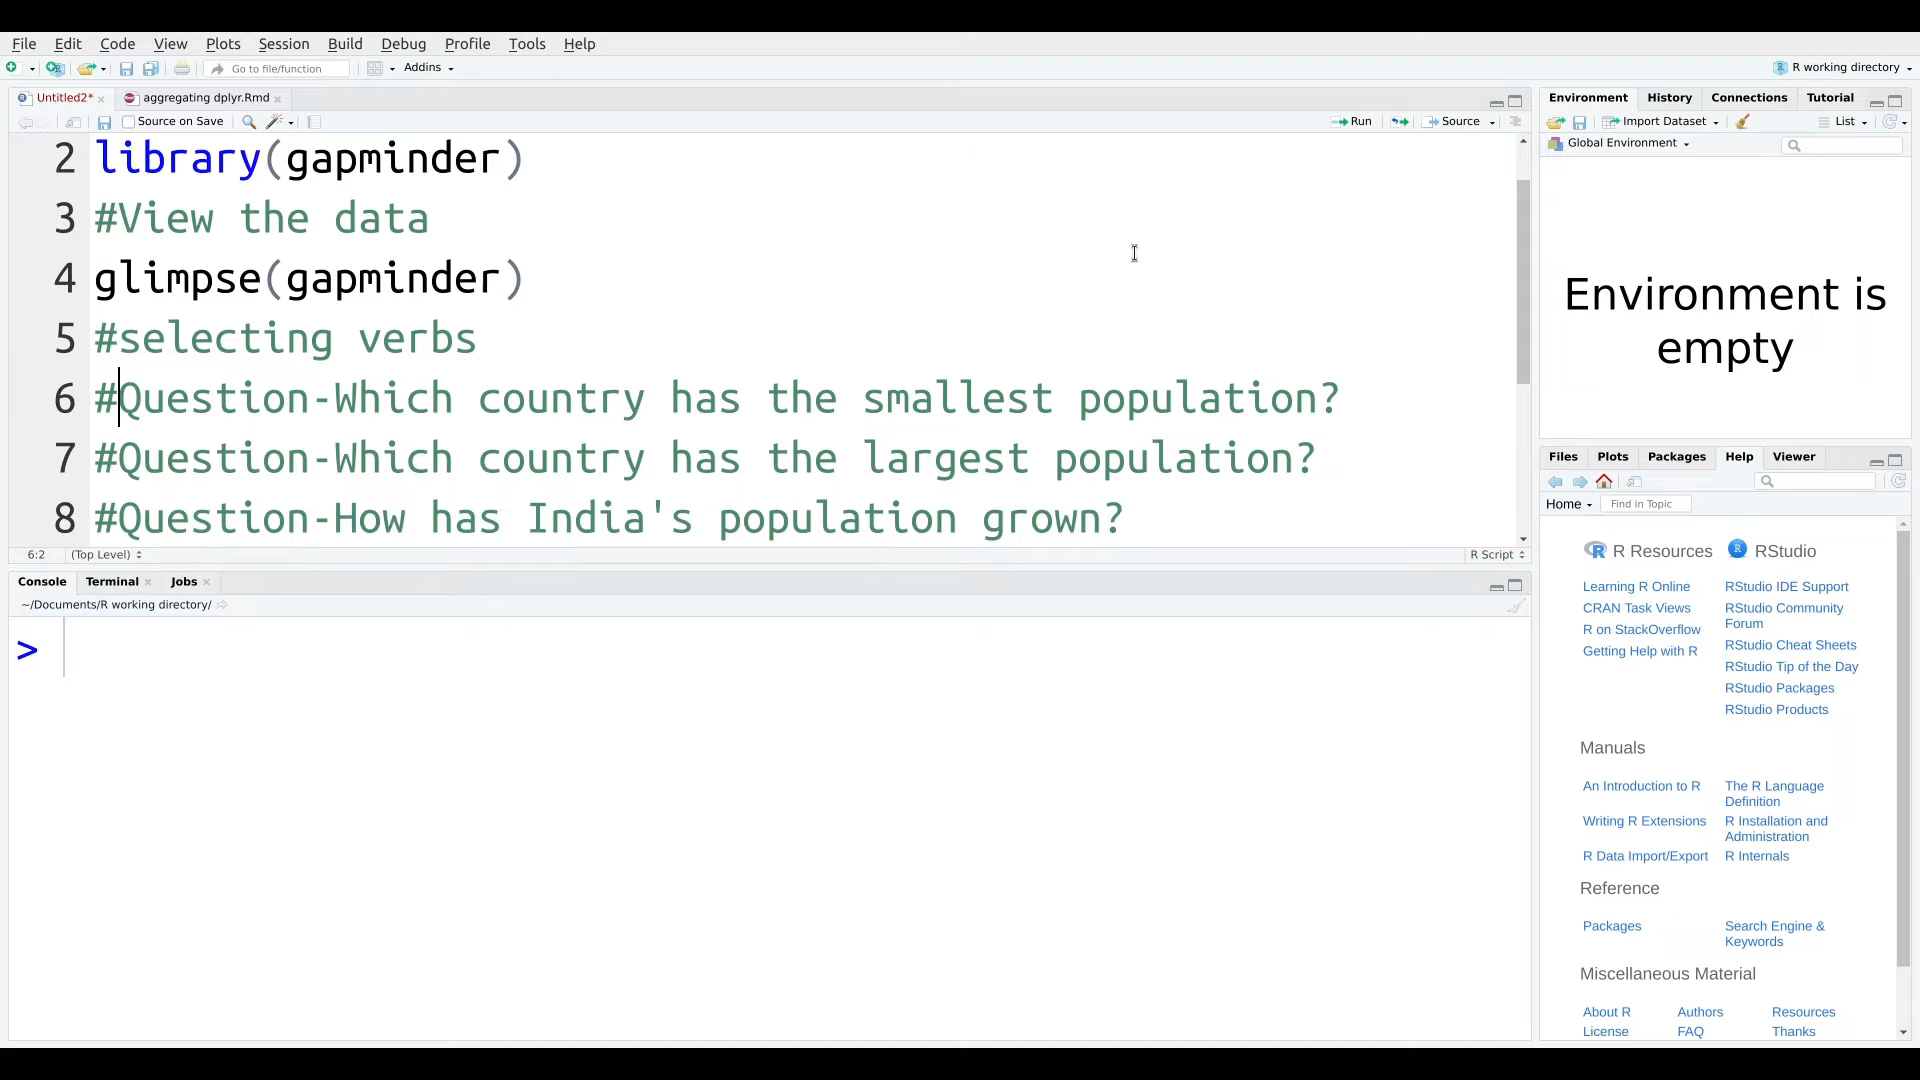 File Edit Code View Plots Session Build Debug Profile Tools Help
Go to file/function Addins R working directory
Untitled2* aggregating dplyr.Rmd
Source on Save Run Source
2 library(gapminder)
3 #View the data
4 glimpse(gapminder)
5 #selecting verbs
6 #Question-Which country has the smallest population?
7 #Question-Which country has the largest population?
8 #Question-How has India's population grown?
6:2 (Top Level) R Script
Console Terminal Jobs
~/Documents/R working directory/
>
Environment History Connections Tutorial
Import Dataset List
Global Environment
Environment is
empty
Files Plots Packages Help Viewer
Home Find in Topic
R Resources RStudio
Learning R Online
CRAN Task Views
R on StackOverflow
Getting Help with R
RStudio IDE Support
RStudio Community
Forum
RStudio Cheat Sheets
RStudio Tip of the Day
RStudio Packages
RStudio Products
Manuals
An Introduction to R
Writing R Extensions
R Data Import/Export
The R Language
Definition
R Installation and
Administration
R Internals
Reference
Packages
Search Engine &
Keywords
Miscellaneous Material
About R Authors Resources
License FAQ Thanks